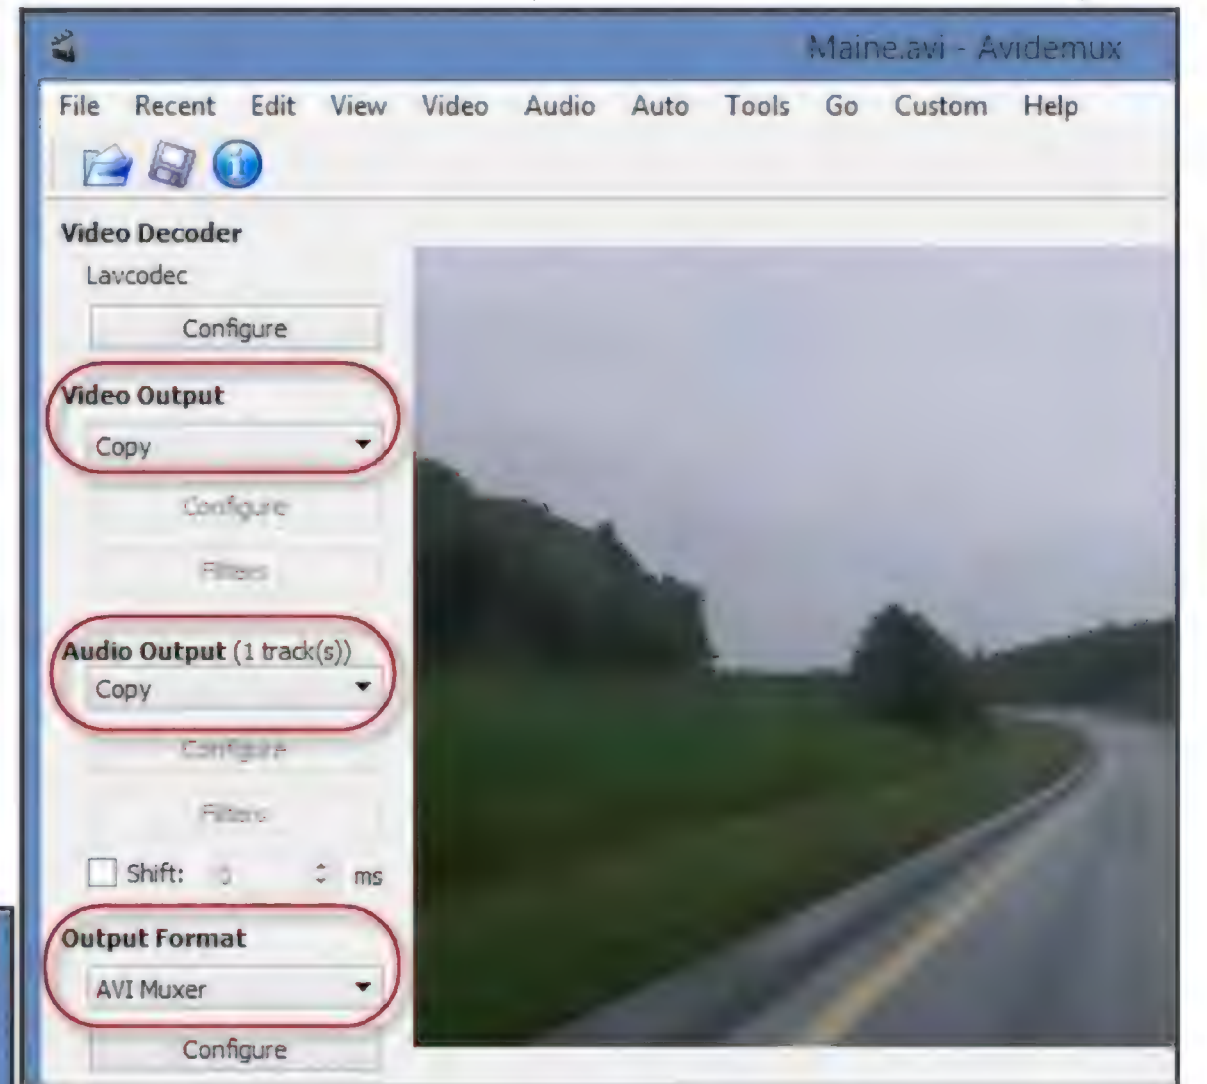 Maine.avi - Avidemux
File Recent Edit View Video Audio Auto Tools Go Custom Help
Video Decoder
Lavcodec
Configure
Video Output
Copy
Configure
Filters
Audio Output (1 track(s))
Copy
Configure
Filters
Shift: 0 ms
Output Format
AVI Muxer
Configure